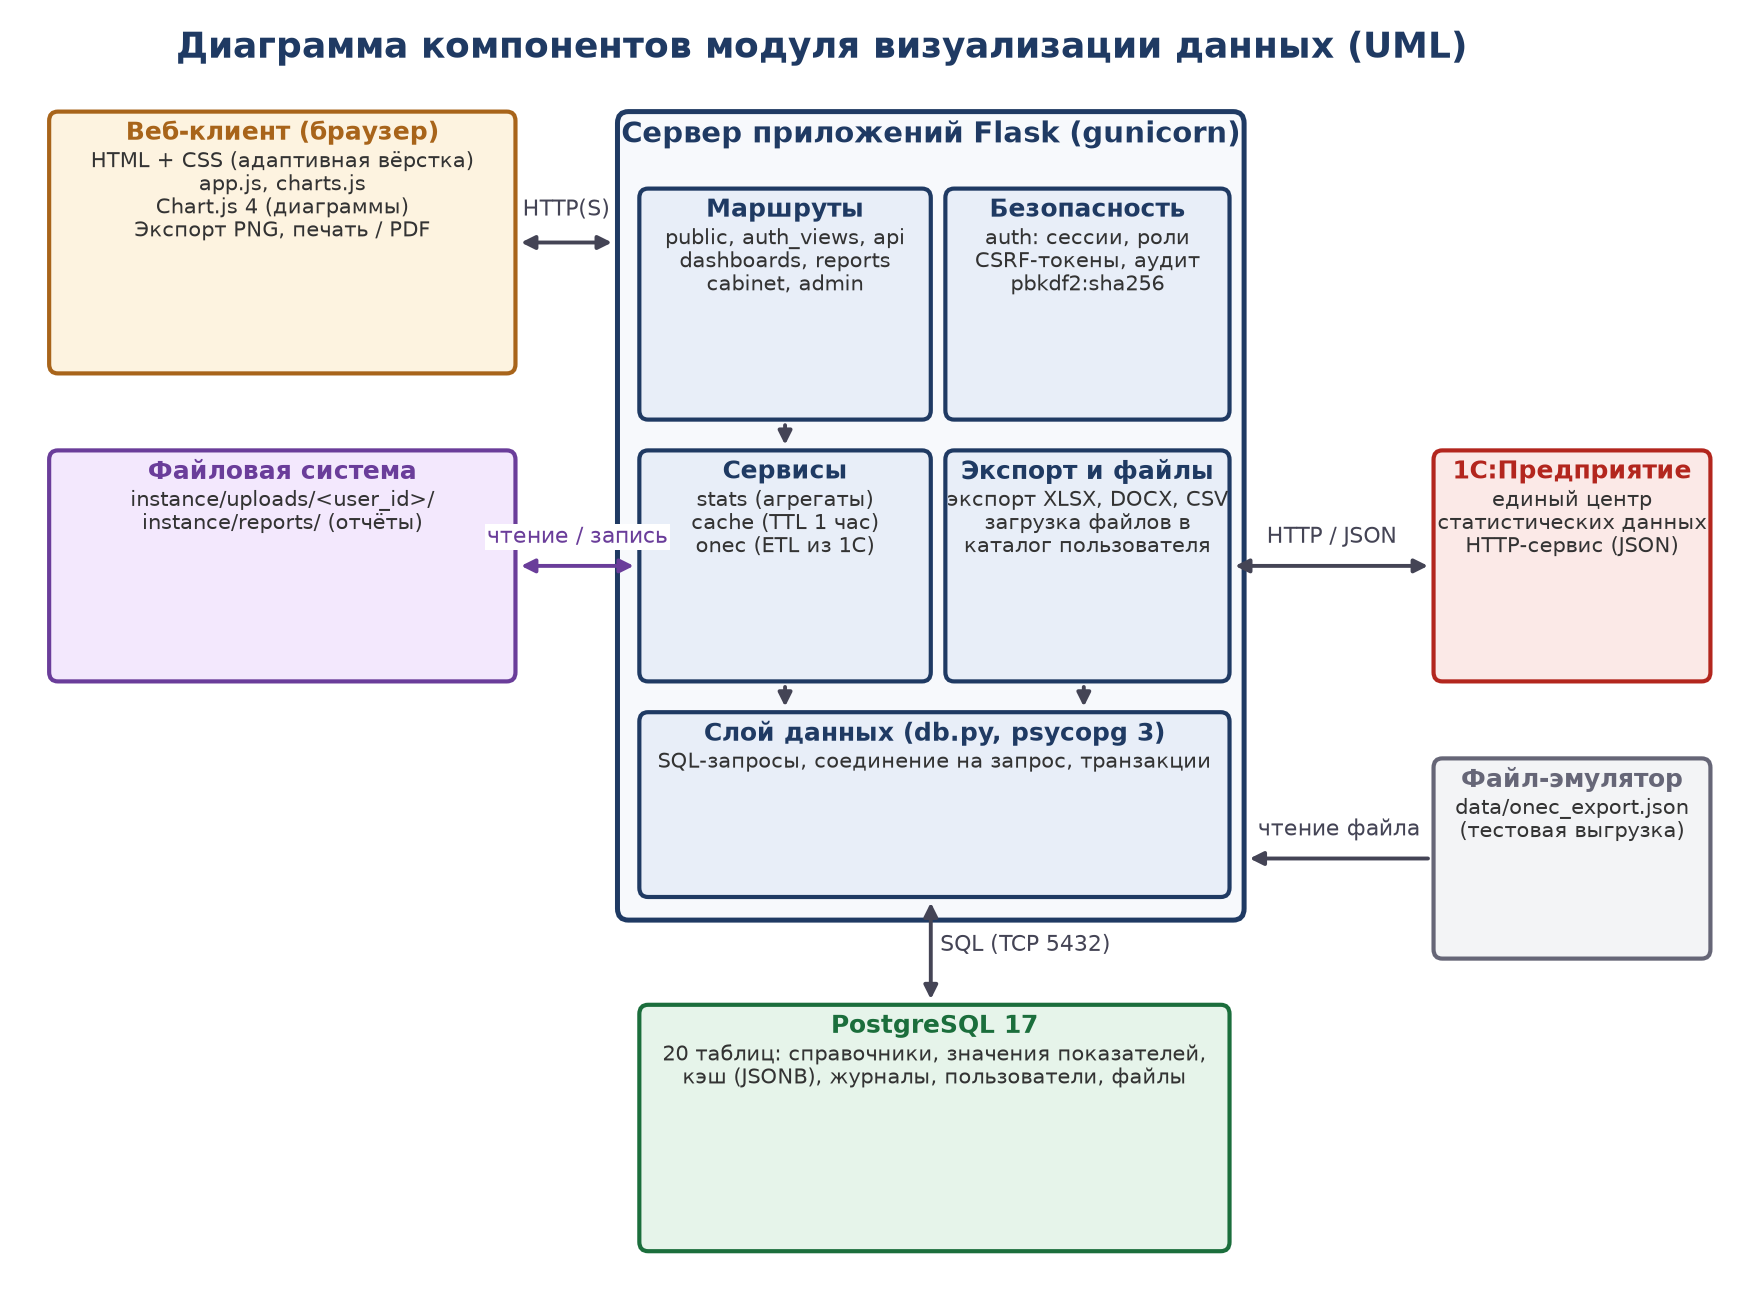 Диаграмма компонентов модуля визуализации данных (UML)
Веб-клиент (браузер)
HTML + CSS (адаптивная вёрстка)
app.js, charts.js
Chart.js 4 (диаграммы)
Экспорт PNG, печать / PDF
HTTP(S)
Сервер приложений Flask (gunicorn)
Маршруты
public, auth_views, api
dashboards, reports
cabinet, admin
Безопасность
auth: сессии, роли
CSRF-токены, аудит
pbkdf2:sha256
Файловая система
instance/uploads/<user_id>/
instance/reports/ (отчёты)
чтение / запись
Сервисы
stats (агрегаты)
cache (TTL 1 час)
onec (ETL из 1С)
Экспорт и файлы
экспорт XLSX, DOCX, CSV
загрузка файлов в
каталог пользователя
HTTP / JSON
1С:Предприятие
единый центр
статистических данных
HTTP-сервис (JSON)
Слой данных (db.py, psycopg 3)
SQL-запросы, соединение на запрос, транзакции
чтение файла
Файл-эмулятор
data/onec_export.json
(тестовая выгрузка)
SQL (TCP 5432)
PostgreSQL 17
20 таблиц: справочники, значения показателей,
кэш (JSONB), журналы, пользователи, файлы